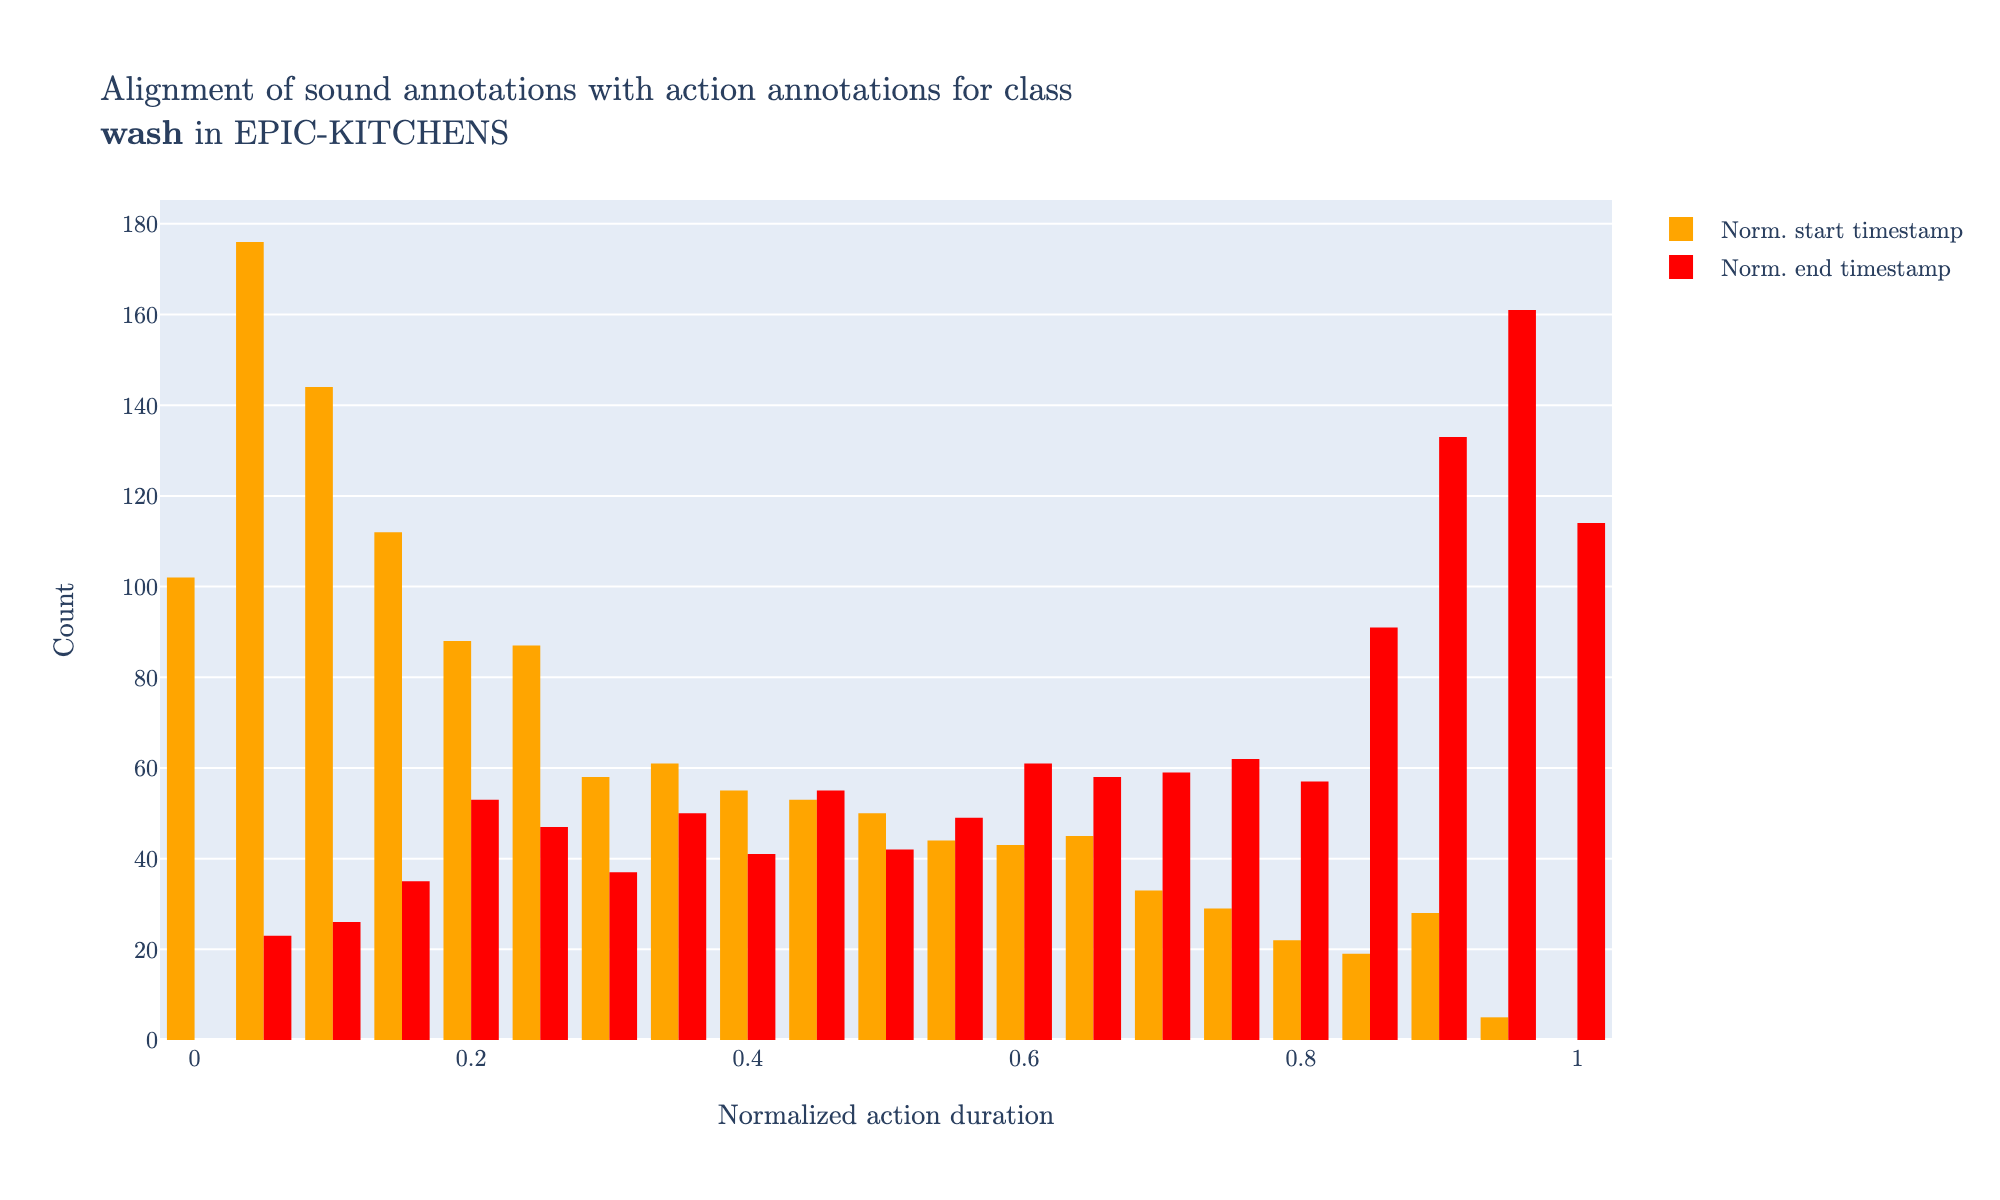 Alignment of sound annotations with action annotations for class
wash in EPIC-KITCHENS
Norm. start timestamp
Norm. end timestamp
180
160
140
120
100
80
60
40
20
0
Count
0 0.2 0.4 0.6 0.8 1
Normalized action duration